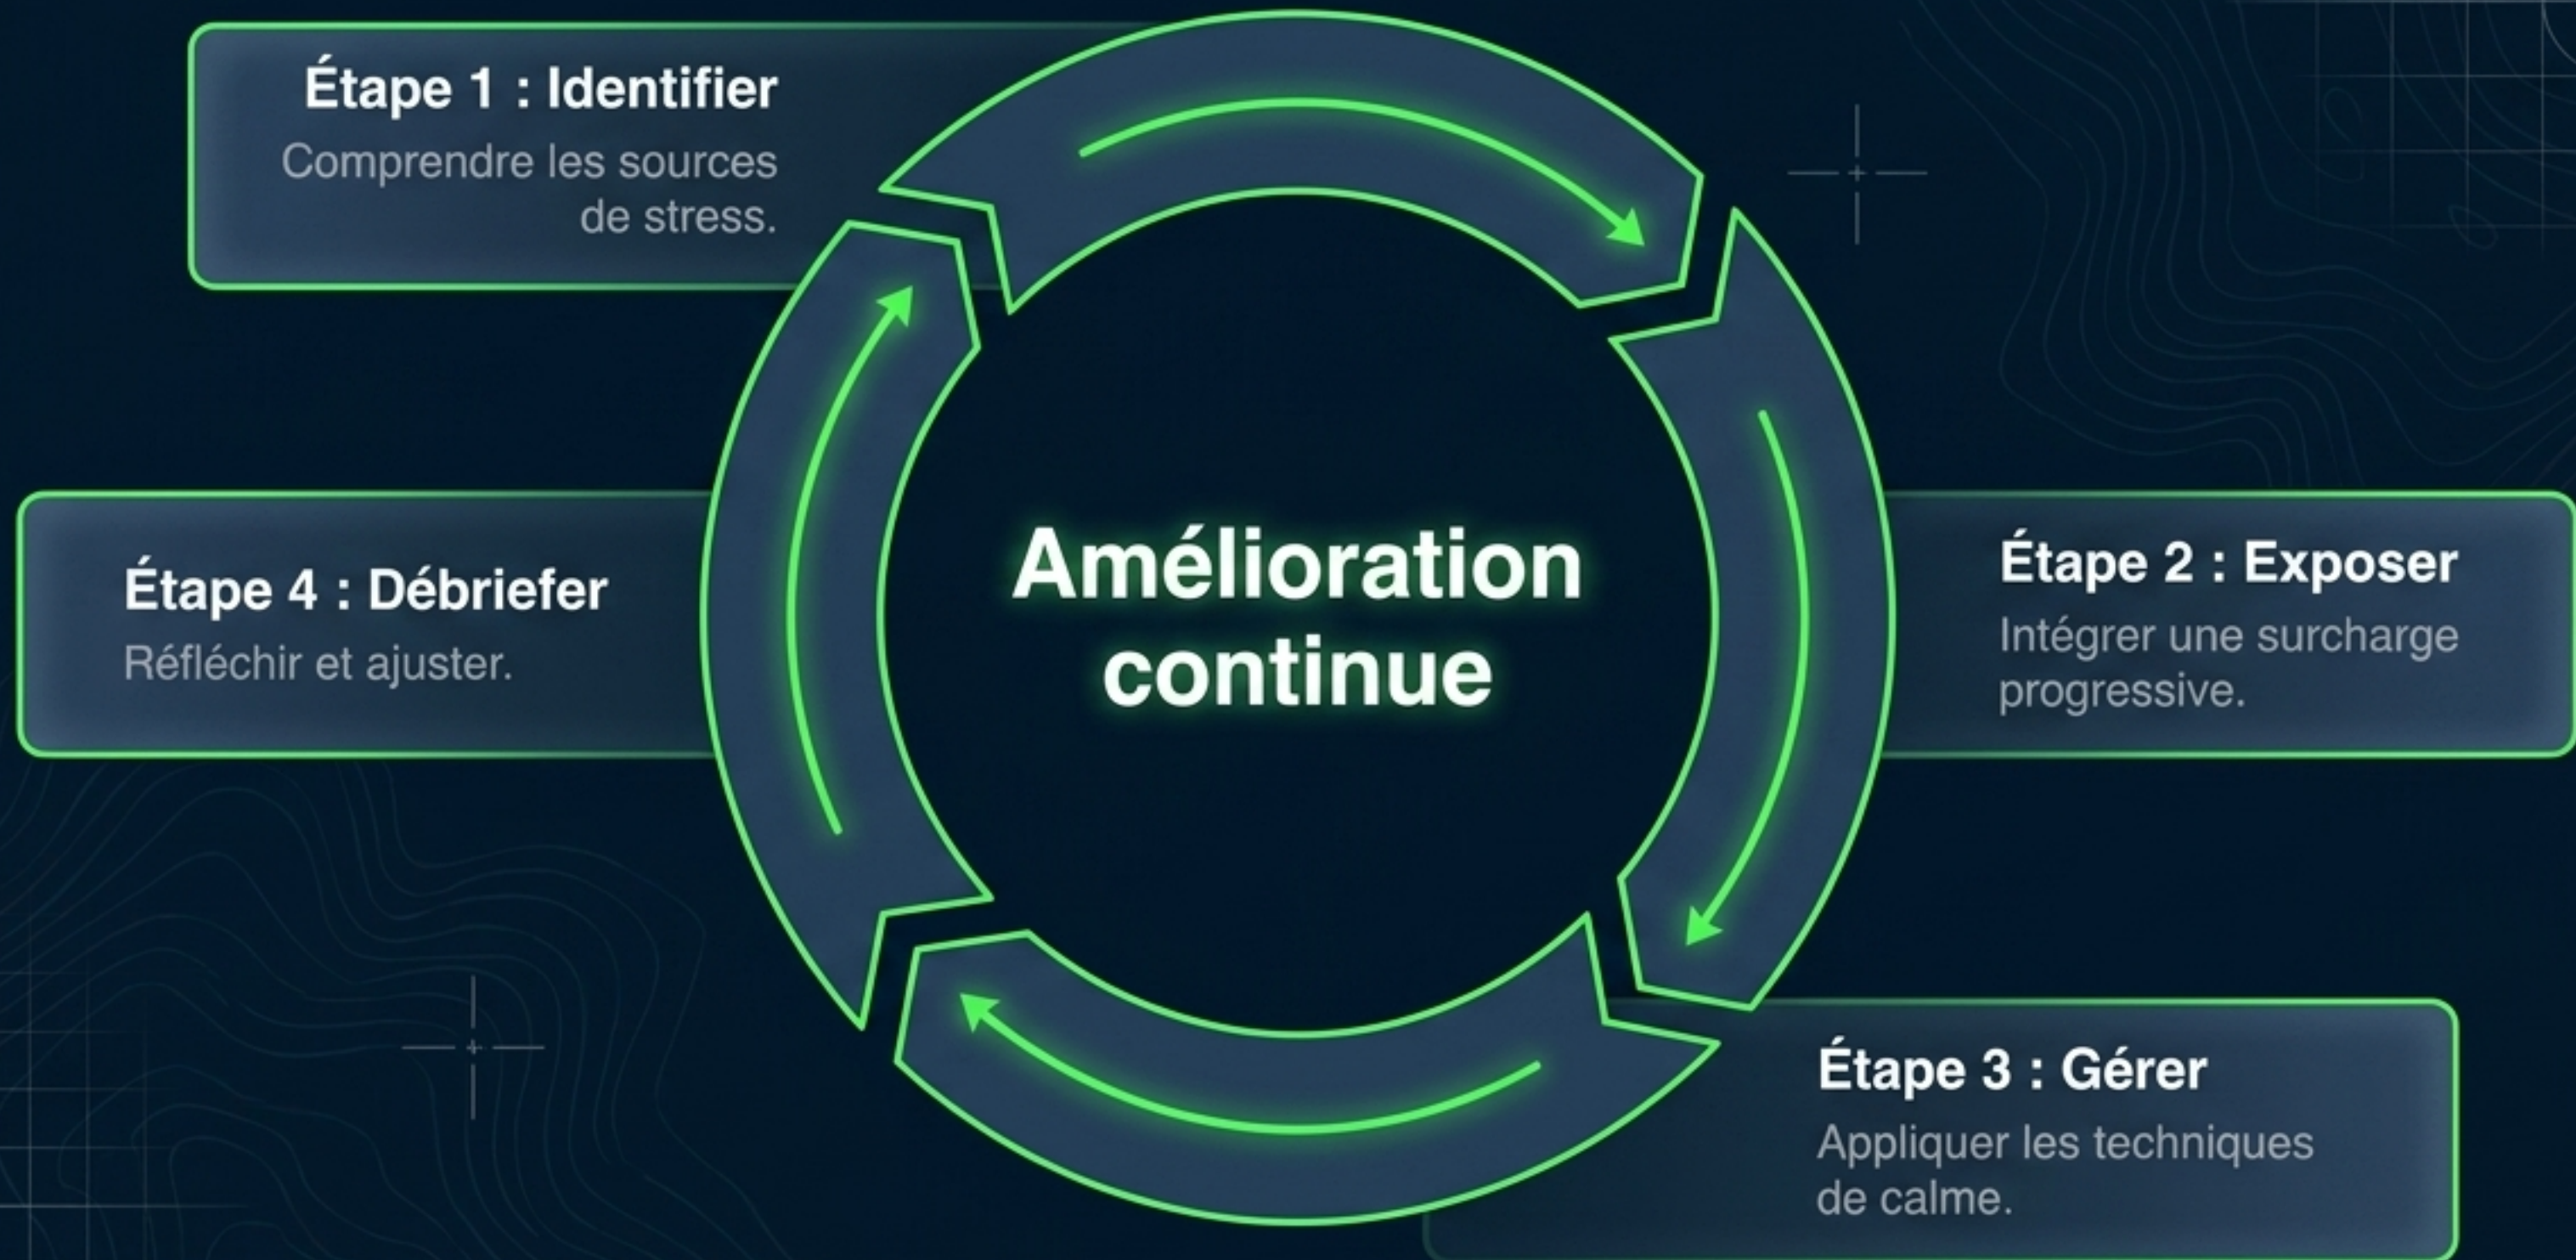 Étape 1 : Identifier
Comprendre les sources
de stress.
Étape 2 : Exposer
Intégrer une surcharge
progressive.
Étape 3 : Gérer
Appliquer les techniques
de calme.
Étape 4 : Débriefer
Réfléchir et ajuster.
Amélioration
continue